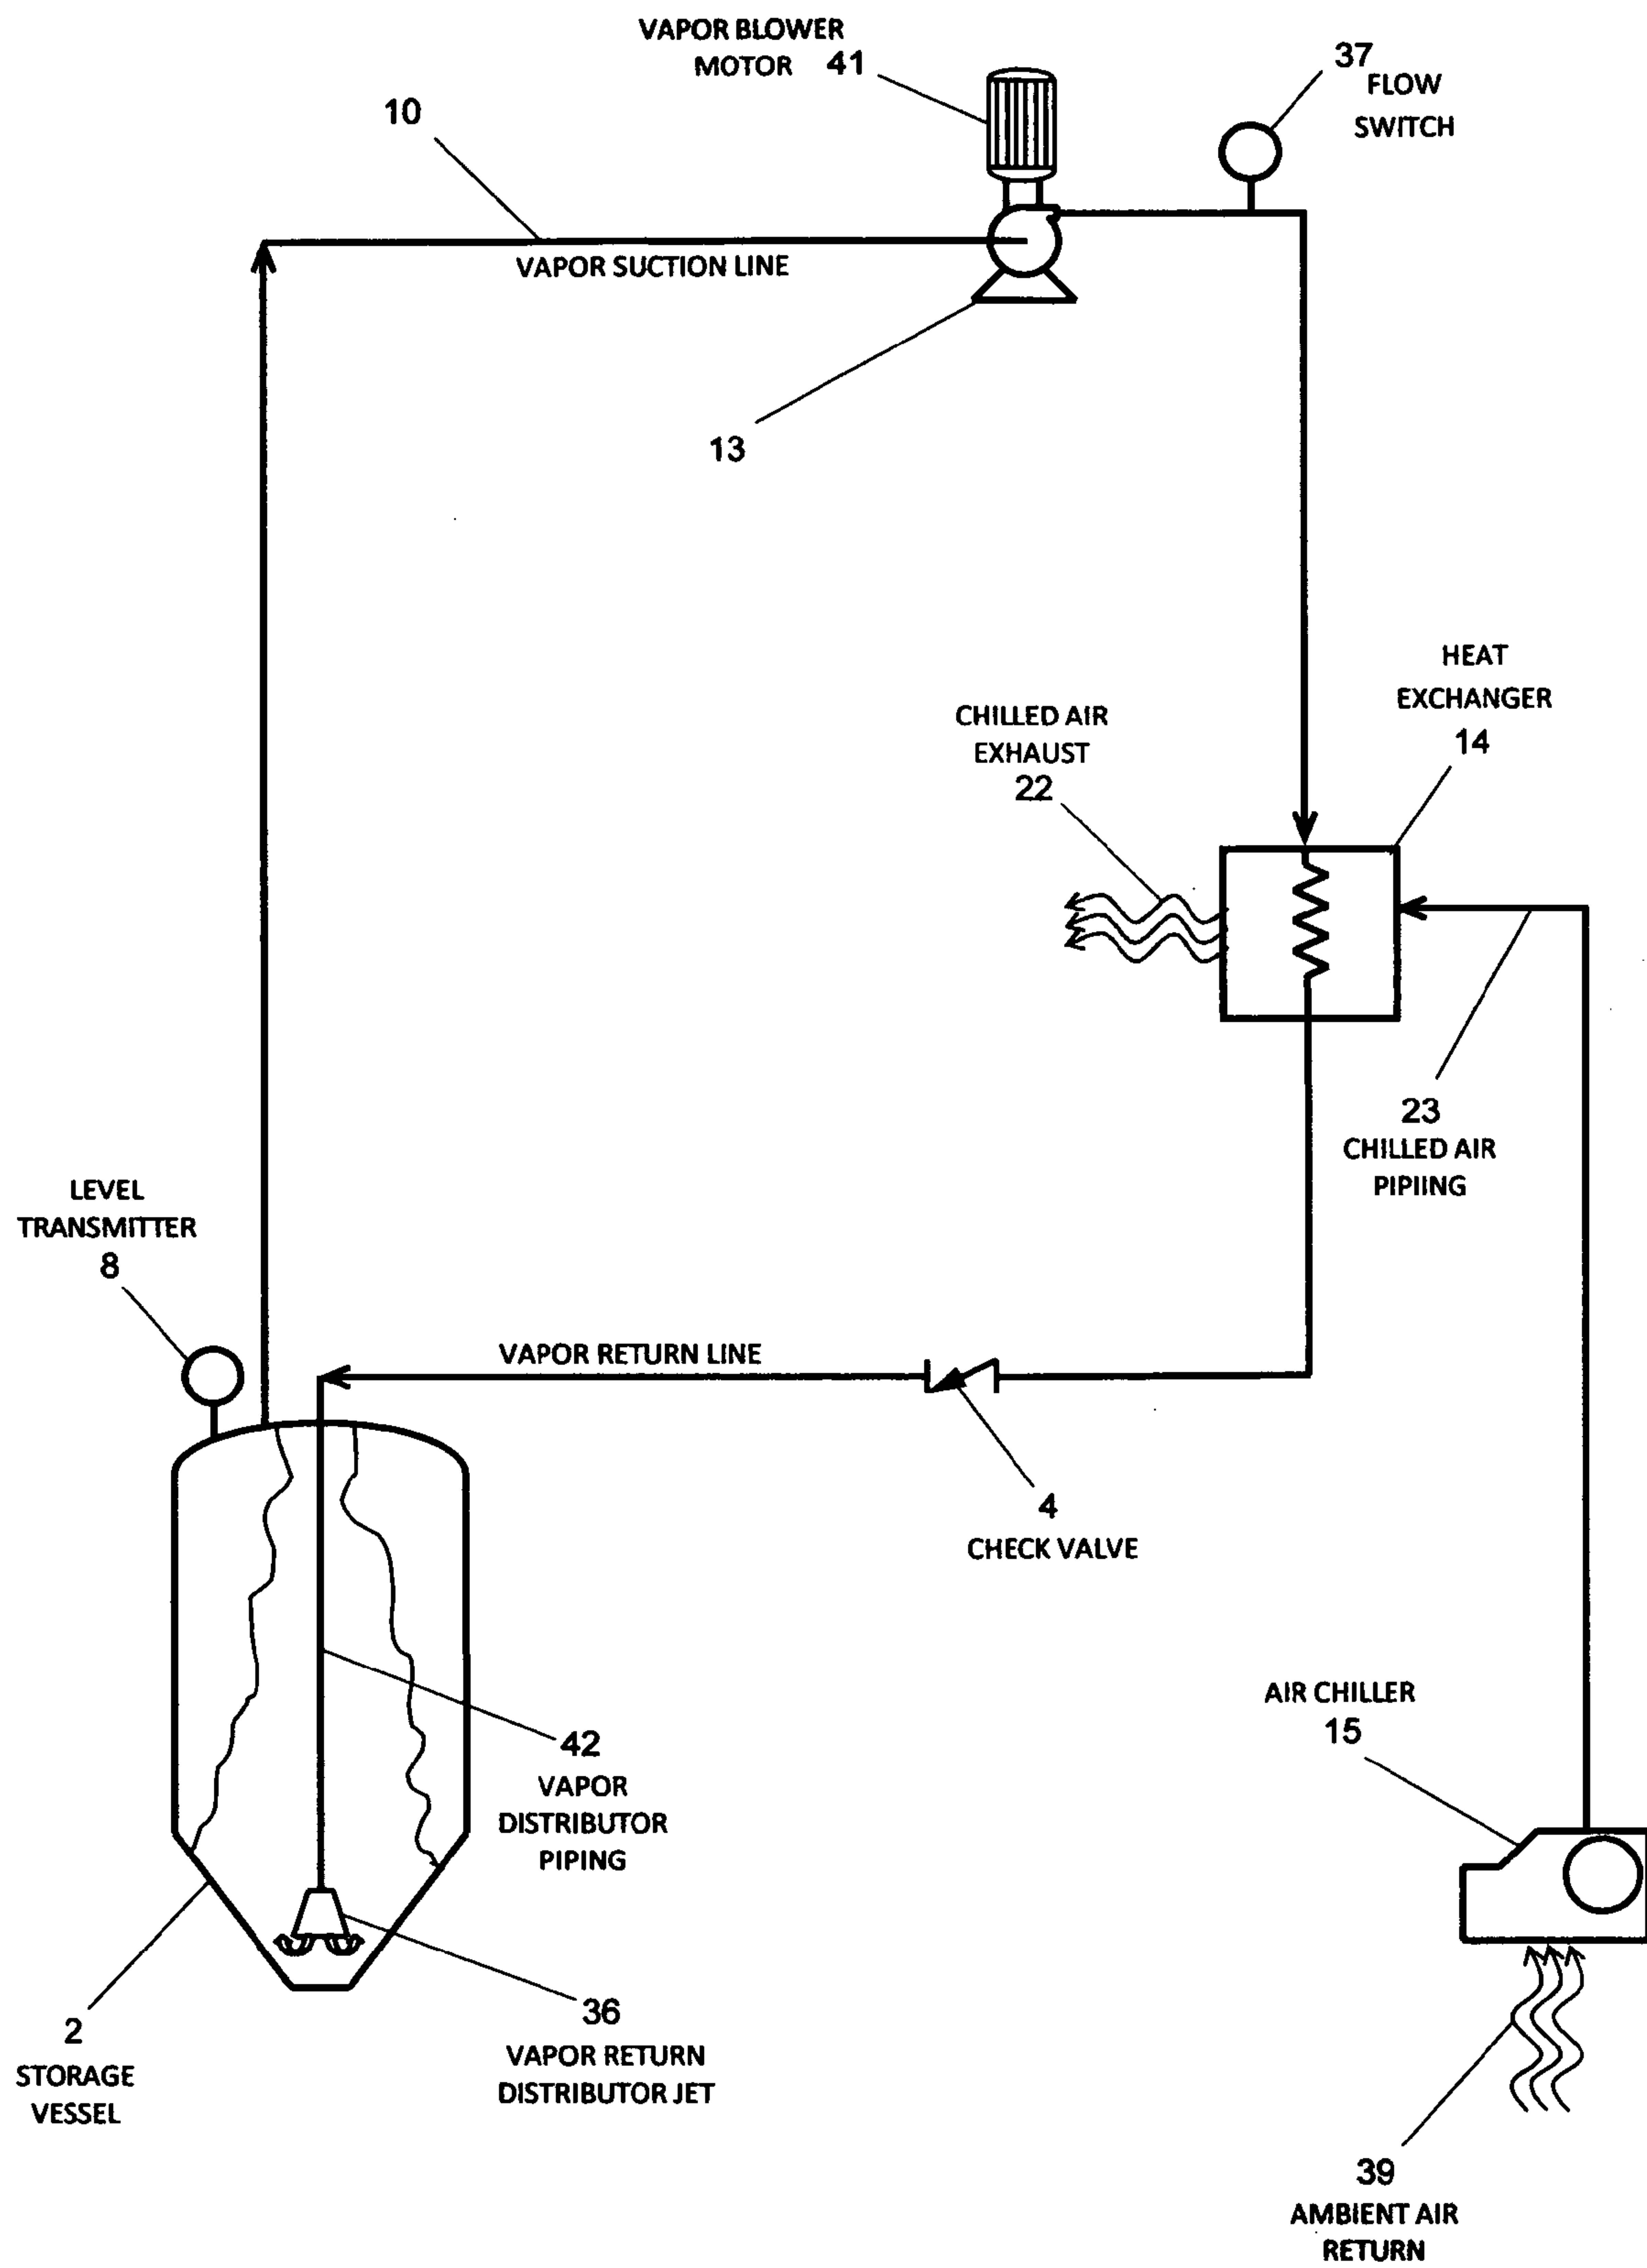 VAPOR BLOWER
MOTOR 41
37
FLOW
SWITCH
10
VAPOR SUCTION LINE
13
HEAT
EXCHANGER
14
CHILLED AIR
EXHAUST
22
23
CHILLED AIR
PIPIING
LEVEL
TRANSMITTER
8
VAPOR RETURN LINE
4
CHECK VALVE
AIR CHILLER
15
42
VAPOR
DISTRIBUTOR
PIPING
36
VAPOR RETURN
DISTRIBUTOR JET
2
STORAGE
VESSEL
39
AMBIENT AIR
RETURN